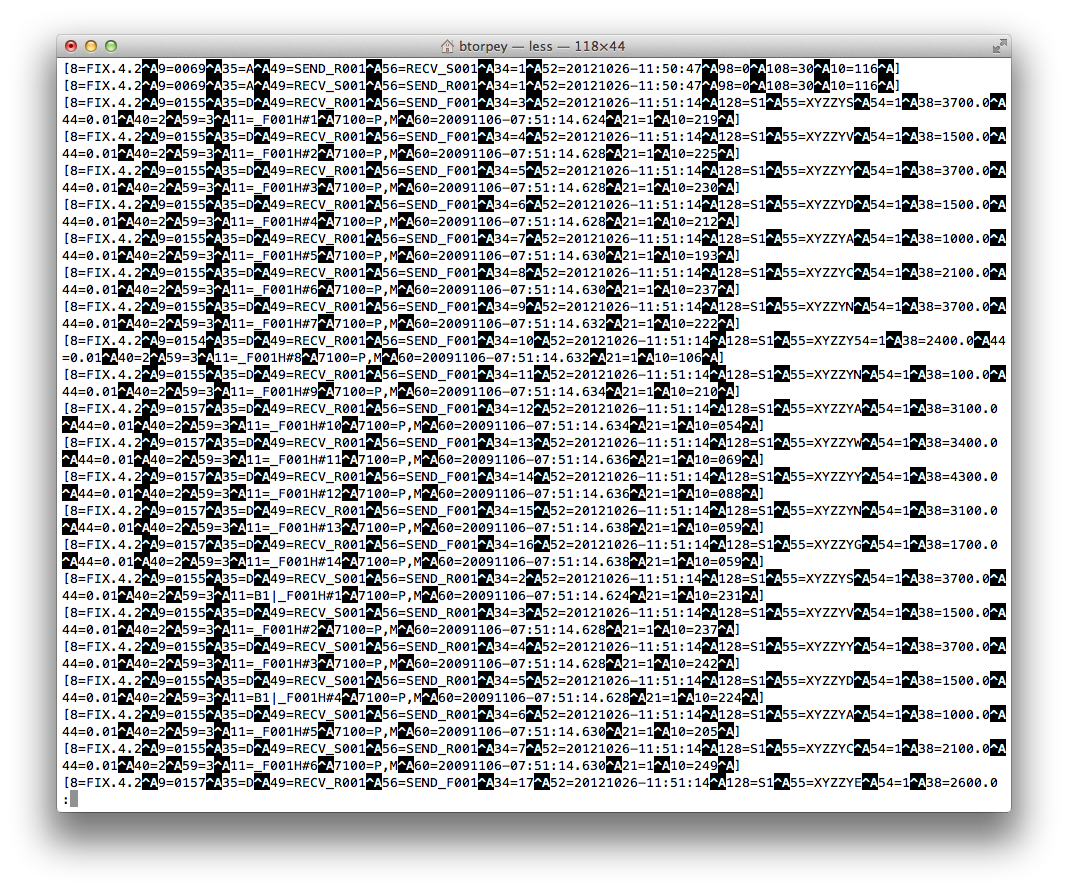 btorpey — less — 118×44
[8=FIX.4.2^A9=0069^A35=A^A49=SEND_R001^A56=RECV_S001^A34=1^A52=20121026-11:50:47^A98=0^A108=30^A10=116^A]
[8=FIX.4.2^A9=0069^A35=A^A49=RECV_S001^A56=SEND_R001^A34=1^A52=20121026-11:50:47^A98=0^A108=30^A10=116^A]
[8=FIX.4.2^A9=0155^A35=D^A49=RECV_R001^A56=SEND_F001^A34=3^A52=20121026-11:51:14^A128=S1^A55=XYZZYS^A54=1^A38=3700.0^A
44=0.01^A40=2^A59=3^A11=_F001H#1^A7100=P,M^A60=20091106-07:51:14.624^A21=1^A10=219^A]
[8=FIX.4.2^A9=0155^A35=D^A49=RECV_R001^A56=SEND_F001^A34=4^A52=20121026-11:51:14^A128=S1^A55=XYZZYV^A54=1^A38=1500.0^A
44=0.01^A40=2^A59=3^A11=_F001H#2^A7100=P,M^A60=20091106-07:51:14.628^A21=1^A10=225^A]
[8=FIX.4.2^A9=0155^A35=D^A49=RECV_R001^A56=SEND_F001^A34=5^A52=20121026-11:51:14^A128=S1^A55=XYZZYY^A54=1^A38=3700.0^A
44=0.01^A40=2^A59=3^A11=_F001H#3^A7100=P,M^A60=20091106-07:51:14.628^A21=1^A10=230^A]
[8=FIX.4.2^A9=0155^A35=D^A49=RECV_R001^A56=SEND_F001^A34=6^A52=20121026-11:51:14^A128=S1^A55=XYZZYD^A54=1^A38=1500.0^A
44=0.01^A40=2^A59=3^A11=_F001H#4^A7100=P,M^A60=20091106-07:51:14.628^A21=1^A10=212^A]
[8=FIX.4.2^A9=0155^A35=D^A49=RECV_R001^A56=SEND_F001^A34=7^A52=20121026-11:51:14^A128=S1^A55=XYZZYA^A54=1^A38=1000.0^A
44=0.01^A40=2^A59=3^A11=_F001H#5^A7100=P,M^A60=20091106-07:51:14.630^A21=1^A10=193^A]
[8=FIX.4.2^A9=0155^A35=D^A49=RECV_R001^A56=SEND_F001^A34=8^A52=20121026-11:51:14^A128=S1^A55=XYZZYC^A54=1^A38=2100.0^A
44=0.01^A40=2^A59=3^A11=_F001H#6^A7100=P,M^A60=20091106-07:51:14.630^A21=1^A10=237^A]
[8=FIX.4.2^A9=0155^A35=D^A49=RECV_R001^A56=SEND_F001^A34=9^A52=20121026-11:51:14^A128=S1^A55=XYZZYN^A54=1^A38=3700.0^A
44=0.01^A40=2^A59=3^A11=_F001H#7^A7100=P,M^A60=20091106-07:51:14.632^A21=1^A10=222^A]
[8=FIX.4.2^A9=0154^A35=D^A49=RECV_R001^A56=SEND_F001^A34=10^A52=20121026-11:51:14^A128=S1^A55=XYZZY54=1^A38=2400.0^A44
=0.01^A40=2^A59=3^A11=_F001H#8^A7100=P,M^A60=20091106-07:51:14.632^A21=1^A10=106^A]
[8=FIX.4.2^A9=0155^A35=D^A49=RECV_R001^A56=SEND_F001^A34=11^A52=20121026-11:51:14^A128=S1^A55=XYZZYN^A54=1^A38=100.0^A
44=0.01^A40=2^A59=3^A11=_F001H#9^A7100=P,M^A60=20091106-07:51:14.634^A21=1^A10=210^A]
[8=FIX.4.2^A9=0157^A35=D^A49=RECV_R001^A56=SEND_F001^A34=12^A52=20121026-11:51:14^A128=S1^A55=XYZZYA^A54=1^A38=3100.0
^A44=0.01^A40=2^A59=3^A11=_F001H#10^A7100=P,M^A60=20091106-07:51:14.634^A21=1^A10=054^A]
[8=FIX.4.2^A9=0157^A35=D^A49=RECV_R001^A56=SEND_F001^A34=13^A52=20121026-11:51:14^A128=S1^A55=XYZZYW^A54=1^A38=3400.0
^A44=0.01^A40=2^A59=3^A11=_F001H#11^A7100=P,M^A60=20091106-07:51:14.636^A21=1^A10=069^A]
[8=FIX.4.2^A9=0157^A35=D^A49=RECV_R001^A56=SEND_F001^A34=14^A52=20121026-11:51:14^A128=S1^A55=XYZZYY^A54=1^A38=4300.0
^A44=0.01^A40=2^A59=3^A11=_F001H#12^A7100=P,M^A60=20091106-07:51:14.636^A21=1^A10=088^A]
[8=FIX.4.2^A9=0157^A35=D^A49=RECV_R001^A56=SEND_F001^A34=15^A52=20121026-11:51:14^A128=S1^A55=XYZZYN^A54=1^A38=3100.0
^A44=0.01^A40=2^A59=3^A11=_F001H#13^A7100=P,M^A60=20091106-07:51:14.638^A21=1^A10=059^A]
[8=FIX.4.2^A9=0157^A35=D^A49=RECV_R001^A56=SEND_F001^A34=16^A52=20121026-11:51:14^A128=S1^A55=XYZZYG^A54=1^A38=1700.0
^A44=0.01^A40=2^A59=3^A11=_F001H#14^A7100=P,M^A60=20091106-07:51:14.638^A21=1^A10=059^A]
[8=FIX.4.2^A9=0155^A35=D^A49=RECV_S001^A56=SEND_R001^A34=2^A52=20121026-11:51:14^A128=S1^A55=XYZZYS^A54=1^A38=3700.0^A
44=0.01^A40=2^A59=3^A11=B1|_F001H#1^A7100=P,M^A60=20091106-07:51:14.624^A21=1^A10=231^A]
[8=FIX.4.2^A9=0155^A35=D^A49=RECV_S001^A56=SEND_R001^A34=3^A52=20121026-11:51:14^A128=S1^A55=XYZZYV^A54=1^A38=1500.0^A
44=0.01^A40=2^A59=3^A11=_F001H#2^A7100=P,M^A60=20091106-07:51:14.628^A21=1^A10=237^A]
[8=FIX.4.2^A9=0155^A35=D^A49=RECV_S001^A56=SEND_R001^A34=4^A52=20121026-11:51:14^A128=S1^A55=XYZZYY^A54=1^A38=3700.0^A
44=0.01^A40=2^A59=3^A11=_F001H#3^A7100=P,M^A60=20091106-07:51:14.628^A21=1^A10=242^A]
[8=FIX.4.2^A9=0155^A35=D^A49=RECV_S001^A56=SEND_R001^A34=5^A52=20121026-11:51:14^A128=S1^A55=XYZZYD^A54=1^A38=1500.0^A
44=0.01^A40=2^A59=3^A11=B1|_F001H#4^A7100=P,M^A60=20091106-07:51:14.628^A21=1^A10=224^A]
[8=FIX.4.2^A9=0155^A35=D^A49=RECV_S001^A56=SEND_R001^A34=6^A52=20121026-11:51:14^A128=S1^A55=XYZZYA^A54=1^A38=1000.0^A
44=0.01^A40=2^A59=3^A11=_F001H#5^A7100=P,M^A60=20091106-07:51:14.630^A21=1^A10=205^A]
[8=FIX.4.2^A9=0155^A35=D^A49=RECV_S001^A56=SEND_R001^A34=7^A52=20121026-11:51:14^A128=S1^A55=XYZZYC^A54=1^A38=2100.0^A
44=0.01^A40=2^A59=3^A11=_F001H#6^A7100=P,M^A60=20091106-07:51:14.630^A21=1^A10=249^A]
[8=FIX.4.2^A9=0157^A35=D^A49=RECV_R001^A56=SEND_F001^A34=17^A52=20121026-11:51:14^A128=S1^A55=XYZZYE^A54=1^A38=2600.0
: